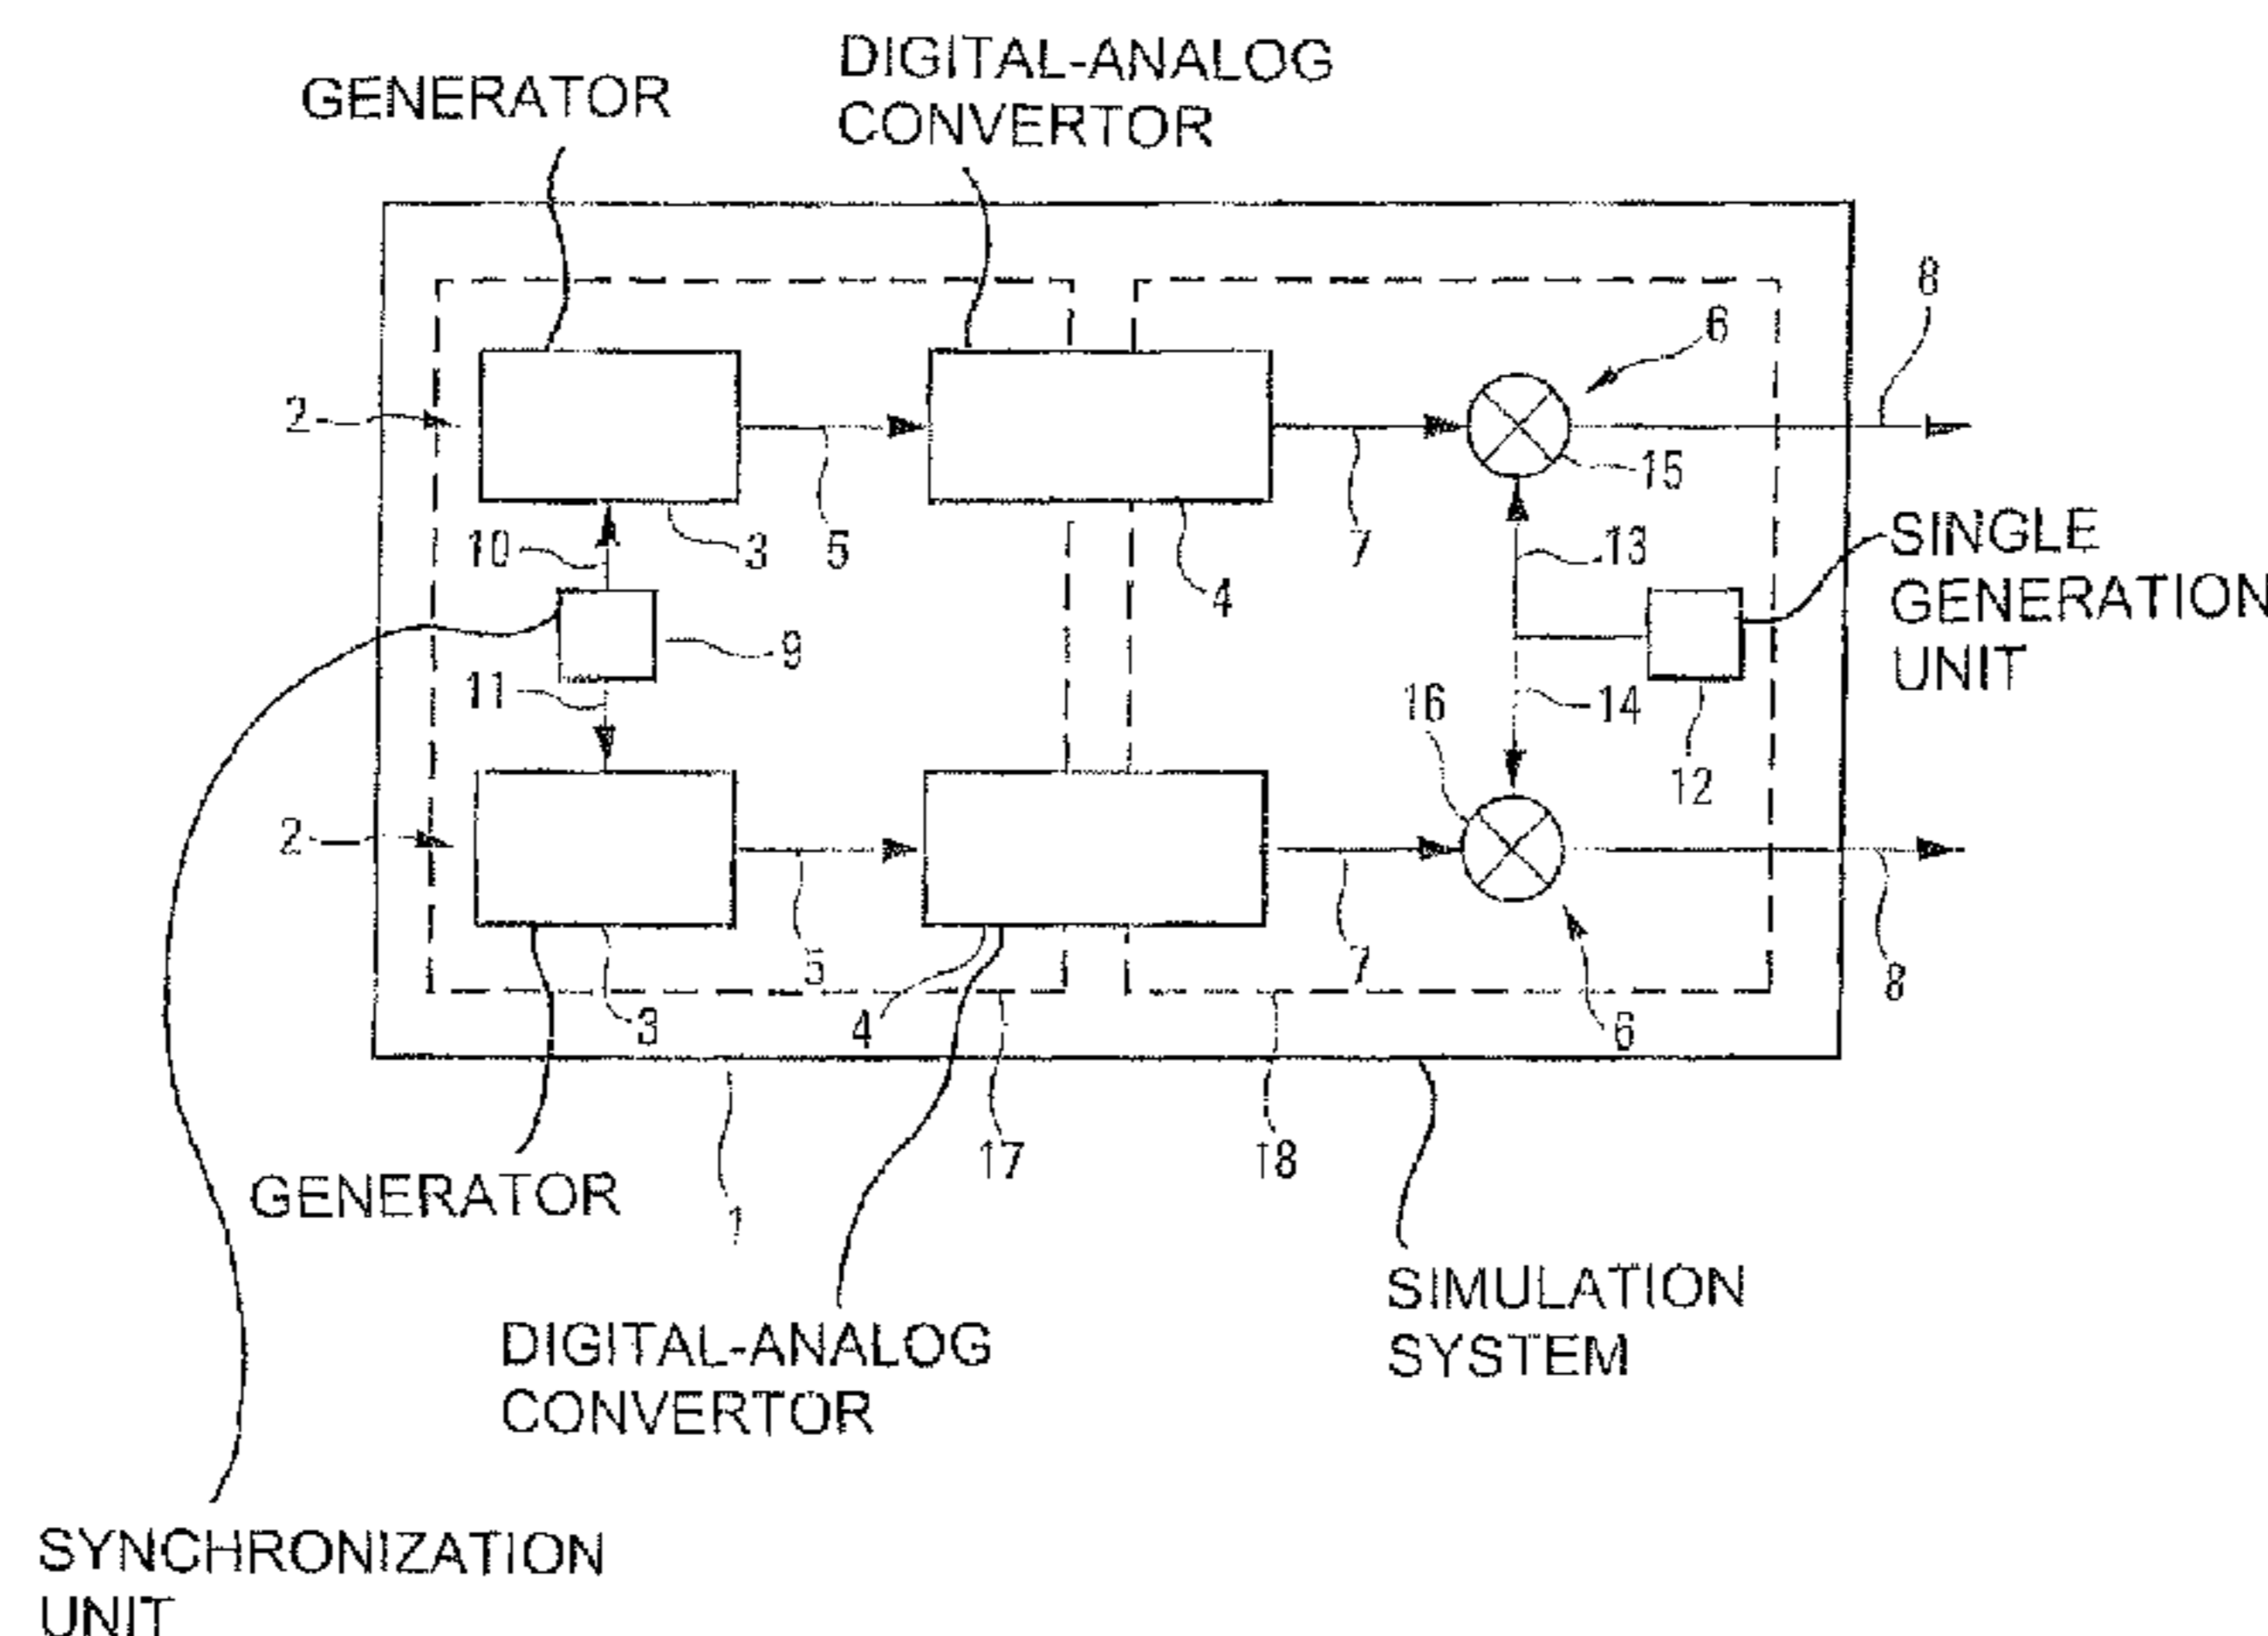 DIGITAL-ANALOG
CONVERTOR
GENERATOR
8
6
2
15
10
3
5
4
7
13
SINGLE
GENERATION
UNIT
9
11
16
14
12
2
5
7
8
3
4
6
17
18
1
GENERATOR
DIGITAL-ANALOG
CONVERTOR
SIMULATION
SYSTEM
SYNCHRONIZATION
UNIT